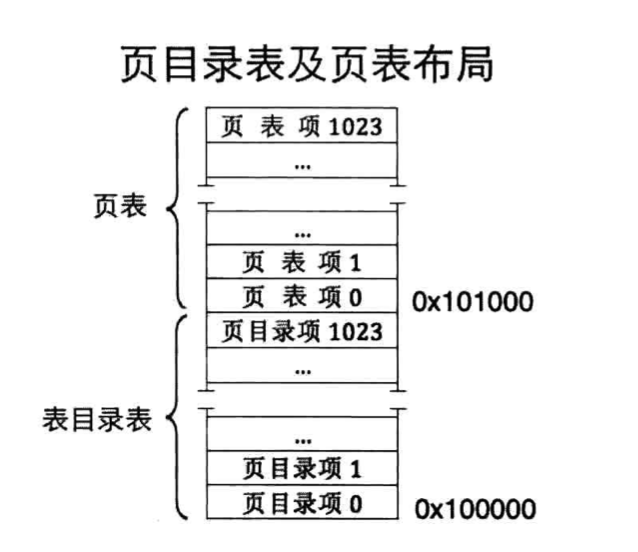 页目录表及页表布局
页 表 项 1023
...
页表
...
页 表 项 1
页 表 项 0 0x101000
页目录项 1023
...
表目录表
...
页目录项 1
页目录项 0 0x100000